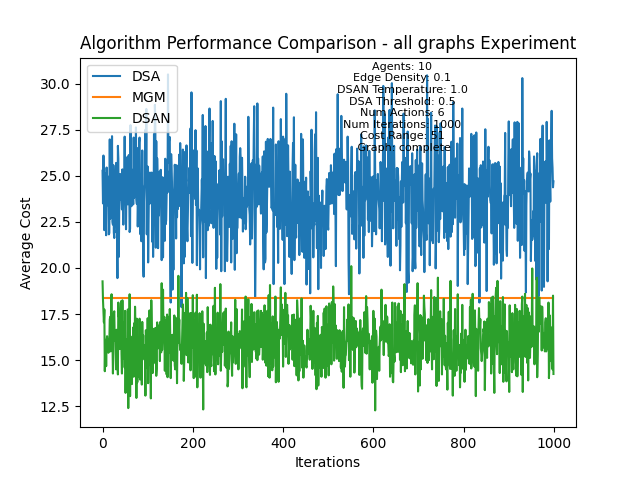 Algorithm Performance Comparison - all graphs Experiment
DSA
MGM
DSAN
Agents: 10
Edge Density: 0.1
DSAN Temperature: 1.0
DSA Threshold: 0.5
Num Actions: 6
Num Iterations: 1000
Cost Range: 51
Graph: complete
Average Cost
30.0
27.5
25.0
22.5
20.0
17.5
15.0
12.5
0 200 400 600 800 1000
Iterations